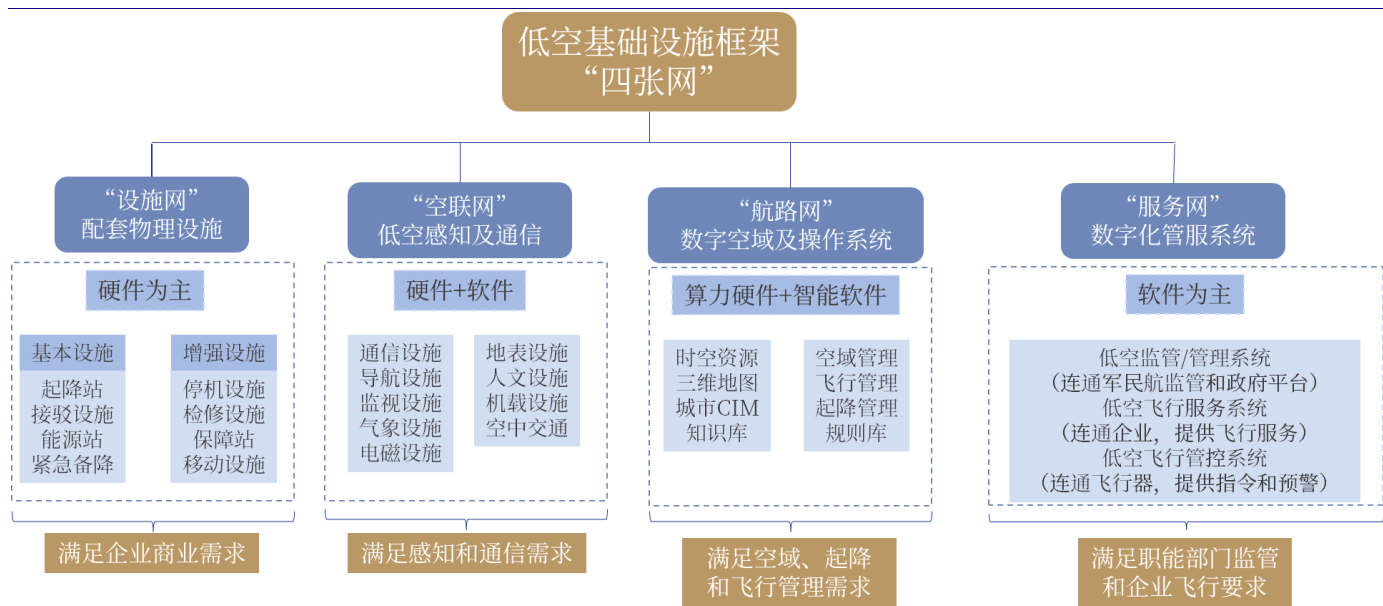 低空基础设施框架
“四张网”
“设施网”
配套物理设施
硬件为主
基本设施
起降站
接驳设施
能源站
紧急备降
增强设施
停机设施
检修设施
保障站
移动设施
满足企业商业需求
“空联网”
低空感知及通信
硬件+软件
通信设施
导航设施
监视设施
气象设施
电磁设施
地表设施
人文设施
机载设施
空中交通
满足感知和通信需求
“航路网”
数字空域及操作系统
算力硬件+智能软件
时空资源
三维地图
城市CIM
知识库
空域管理
飞行管理
起降管理
规则库
满足空域、起降
和飞行管理需求
“服务网”
数字化管服系统
软件为主
低空监管/管理系统
（连通军民航监管和政府平台）
低空飞行服务系统
（连通企业，提供飞行服务）
低空飞行管控系统
（连通飞行器，提供指令和预警）
满足职能部门监管
和企业飞行要求